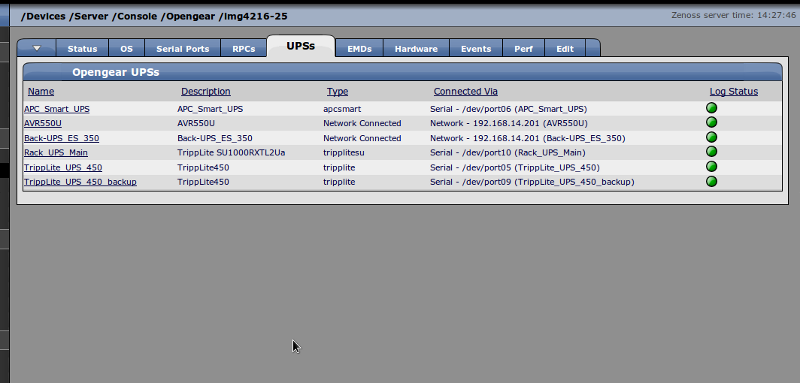 /Devices /Server /Console /Opengear /img4216-25 Zenoss server time: 14:27:46
Status OS Serial Ports RPCs UPSs EMDs Hardware Events Perf Edit
Opengear UPSs
Name Description Type Connected Via Log Status
APC_Smart_UPS APC_Smart_UPS apcsmart Serial - /dev/port06 (APC_Smart_UPS)
AVR550U AVR550U Network Connected Network - 192.168.14.201 (AVR550U)
Back-UPS_ES_350 Back-UPS_ES_350 Network Connected Network - 192.168.14.201 (Back-UPS_ES_350)
Rack_UPS_Main TrippLite SU1000RXTL2Ua tripplitesu Serial - /dev/port10 (Rack_UPS_Main)
TrippLite_UPS_450 TrippLite450 tripplite Serial - /dev/port05 (TrippLite_UPS_450)
TrippLite_UPS_450_backup TrippLite450 tripplite Serial - /dev/port09 (TrippLite_UPS_450_backup)